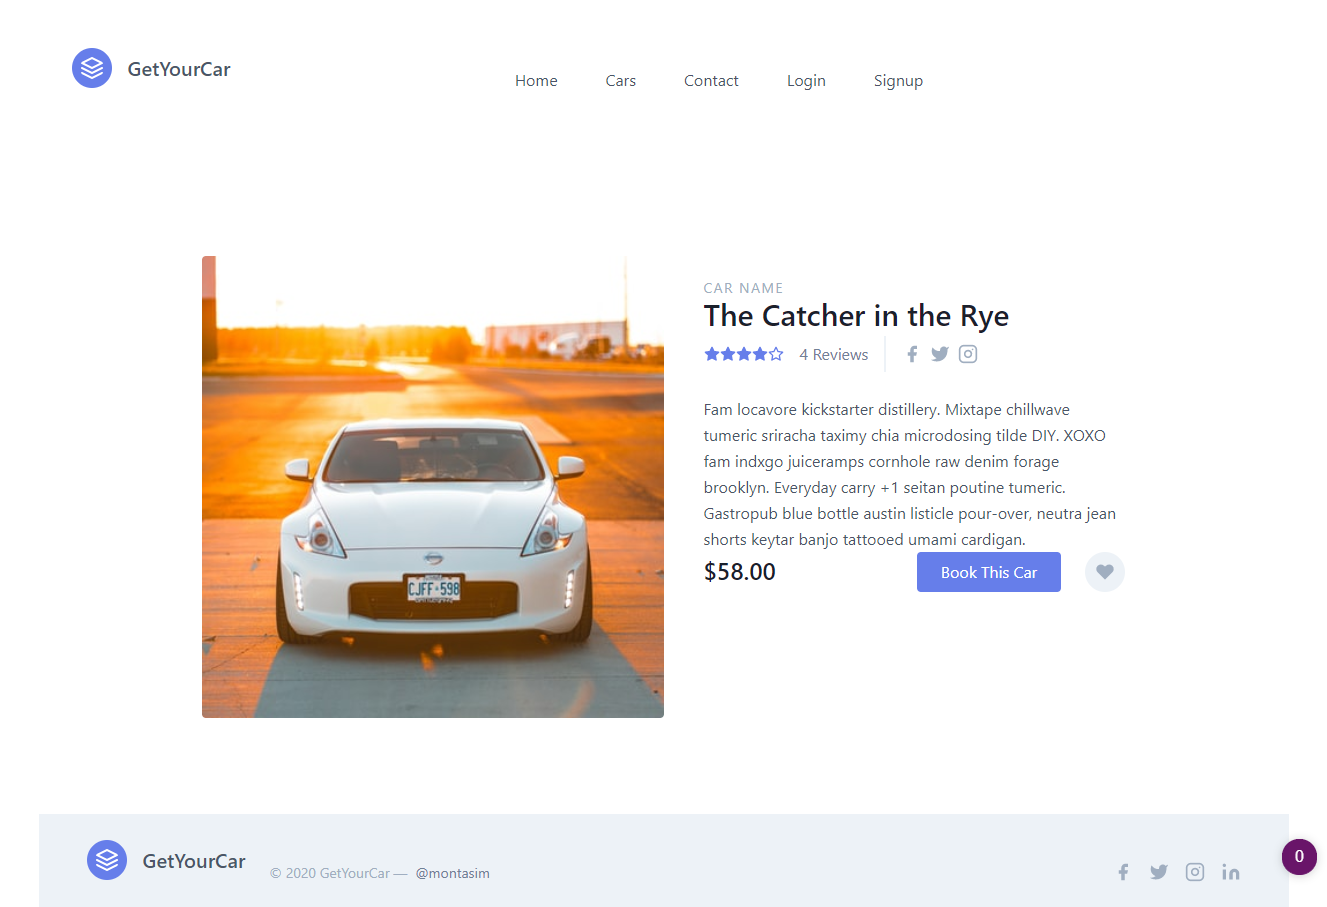 GetYourCar
Home Cars Contact Login Signup
CAR NAME
The Catcher in the Rye
4 Reviews
Fam locavore kickstarter distillery. Mixtape chillwave
tumeric sriracha taximy chia microdosing tilde DIY. XOXO
fam indxgo juiceramps cornhole raw denim forage
brooklyn. Everyday carry +1 seitan poutine tumeric.
Gastropub blue bottle austin listicle pour-over, neutra jean
shorts keytar banjo tattooed umami cardigan.
$58.00 Book This Car
CJFF*598
GetYourCar © 2020 GetYourCar — @montasim
0